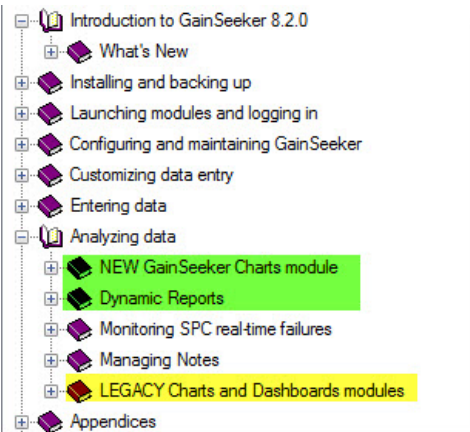 Introduction to GainSeeker 8.2.0
What's New
Installing and backing up
Launching modules and logging in
Configuring and maintaining GainSeeker
Customizing data entry
Entering data
Analyzing data
NEW GainSeeker Charts module
Dynamic Reports
Monitoring SPC real-time failures
Managing Notes
LEGACY Charts and Dashboards modules
Appendices